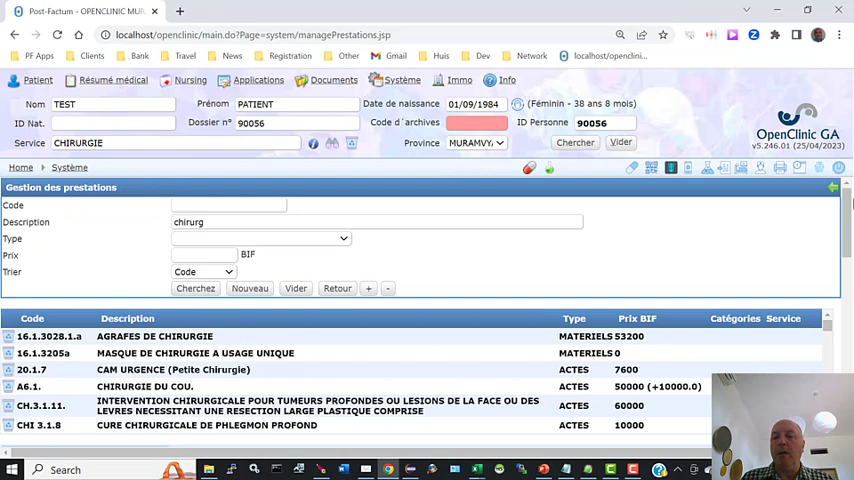 Post-Factum - OPENCLINIC MUR
localhost/openclinic/main.do?Page=system/managePrestations.jsp
PF Apps Clients Bank Travel News Registration Other Gmail Huis Dev Network localhost/openclini...
Patient Résumé médical Nursing Applications Documents Système Immo Info
Nom TEST Prénom PATIENT Date de naissance 01/09/1984 (Féminin - 38 ans 8 mois)
ID Nat. Dossier n° 90056 Code d`archives ID Personne 90056
Service CHIRURGIE Province MURAMVYA Chercher Vider
OpenClinic GA
v5.246.01 (25/04/2023)
Home Système
Gestion des prestations
Code
Description chirurg
Type
Prix BIF
Trier Code
Cherchez Nouveau Vider Retour + -
Code Description Type Prix BIF Catégories Service
16.1.3028.1.a AGRAFES DE CHIRURGIE MATERIELS 53200
16.1.3205a MASQUE DE CHIRURGIE A USAGE UNIQUE MATERIELS 0
20.1.7 CAM URGENCE (Petite Chirurgie) ACTES 7600
A6.1. CHIRURGIE DU COU. ACTES 50000 (+10000.0)
CH.3.1.11. INTERVENTION CHIRURGICALE POUR TUMEURS PROFONDES OU LESIONS DE LA FACE OU DES ACTES 60000
LEVRES NECESSITANT UNE RESECTION LARGE PLASTIQUE COMPRISE
CHI 3.1.8 CURE CHIRURGICALE DE PHLEGMON PROFOND ACTES 10000
Search